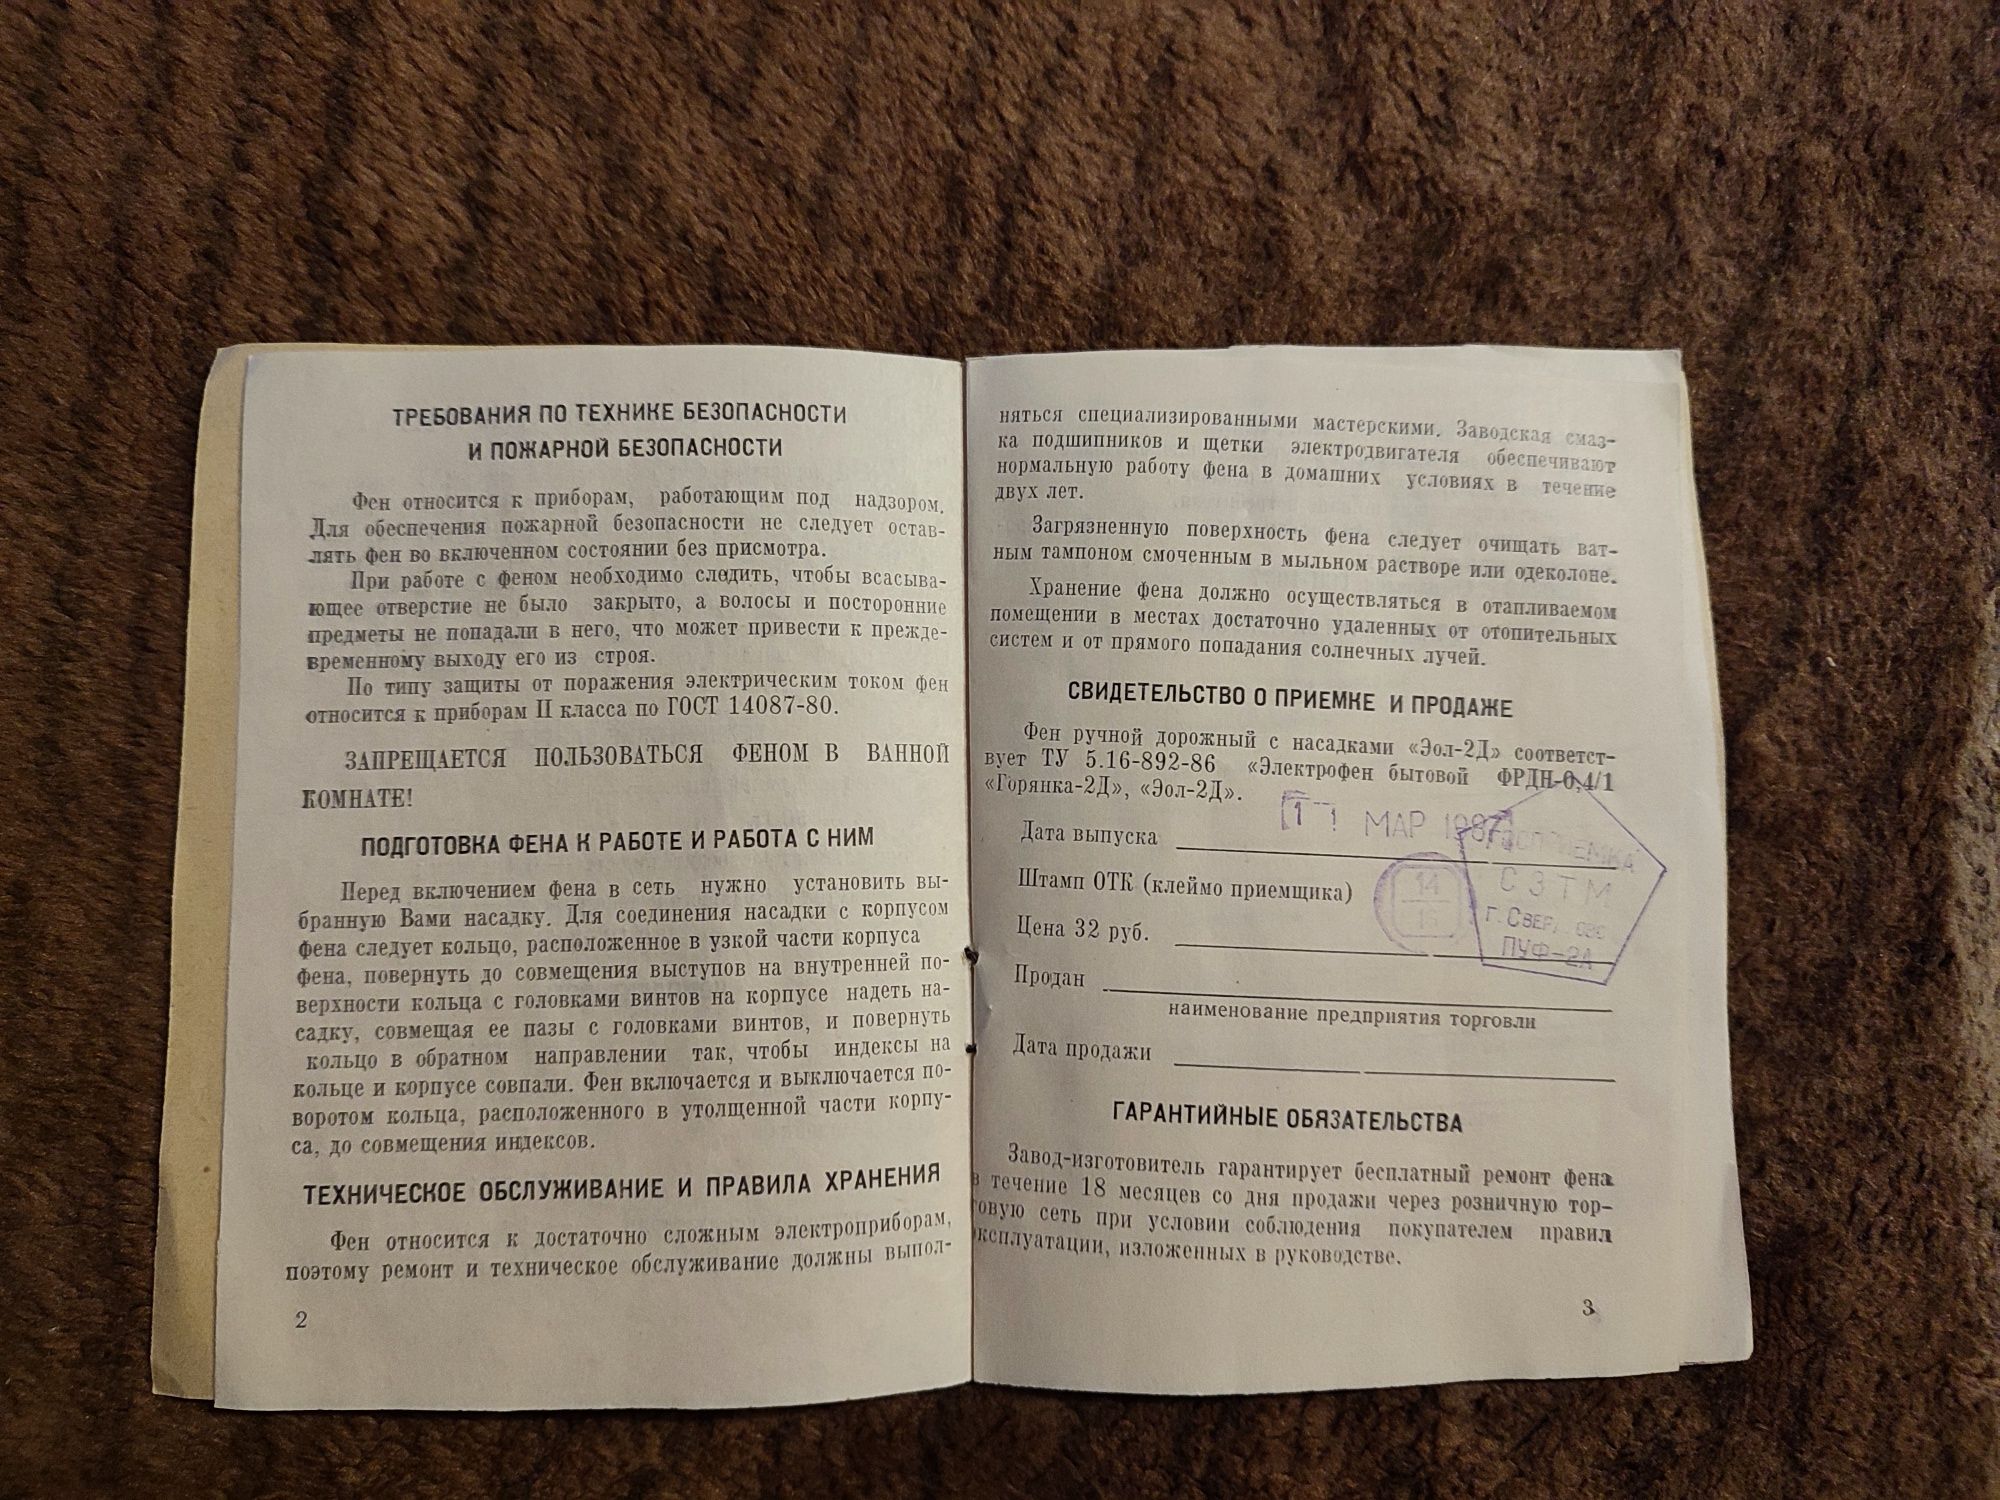 ТРЕБОВАНИЯ ПО ТЕХНИКЕ БЕЗОПАСНОСТИ
И ПОЖАРНОЙ БЕЗОПАСНОСТИ
Фен относится к приборам, работающим под надзором.
Для обеспечения пожарной безопасности не следует остав-
лять фен во включенном состоянии без присмотра.
При работе с феном необходимо следить, чтобы всасыва-
ющее отверстие не было закрыто, а волосы и посторонние
предметы не попадали в него, что может привести к прежде-
временному выходу его из строя.
По типу защиты от поражения электрическим током фен
относится к приборам II класса по ГОСТ 14087-80.
ЗАПРЕЩАЕТСЯ ПОЛЬЗОВАТЬСЯ ФЕНОМ В ВАННОЙ
КОМНАТЕ!
ПОДГОТОВКА ФЕНА К РАБОТЕ И РАБОТА С НИМ
Перед включением фена в сеть нужно установить вы-
бранную Вами насадку. Для соединения насадки с корпусом
фена следует кольцо, расположенное в узкой части корпуса
фена, повернуть до совмещения выступов на внутренней по-
верхности кольца с головками винтов на корпусе надеть на-
садку, совмещая ее пазы с головками винтов, и повернуть
кольцо в обратном направлении так, чтобы индексы на
кольце и корпусе совпали. Фен включается и выключается по-
воротом кольца, расположенного в утолщенной части корпу-
са, до совмещения индексов.
ТЕХНИЧЕСКОЕ ОБСЛУЖИВАНИЕ И ПРАВИЛА ХРАНЕНИЯ
Фен относится к достаточно сложным электроприборам,
поэтому ремонт и техническое обслуживание должны выпол-
2
няться специализированными мастерскими. Заводская смаз-
ка подшипников и щетки электродвигателя обеспечивают
нормальную работу фена в домашних условиях в течение
двух лет.
Загрязненную поверхность фена следует очищать ват-
ным тампоном смоченным в мыльном растворе или одеколоне.
Хранение фена должно осуществляться в отапливаемом
помещении в местах достаточно удаленных от отопительных
систем и от прямого попадания солнечных лучей.
СВИДЕТЕЛЬСТВО О ПРИЕМКЕ И ПРОДАЖЕ
Фен ручной дорожный с насадками «Эол-2Д» соответст-
вует ТУ 5.16-892-86 «Электрофен бытовой ФРДН-0,4/1
«Горянка-2Д», «Эол-2Д».
МАР 1987
Дата выпуска
Штамп ОТК (клеймо приемщика)
14
СЗТМ
Цена 32 руб.
ПУФ-2А
Продан
наименование предприятия торговли
Дата продажи
ГАРАНТИЙНЫЕ ОБЯЗАТЕЛЬСТВА
Завод-изготовитель гарантирует бесплатный ремонт фена
в течение 18 месяцев со дня продажи через розничную тор-
говую сеть при условии соблюдения покупателем правил
эксплуатации, изложенных в руководстве.
3